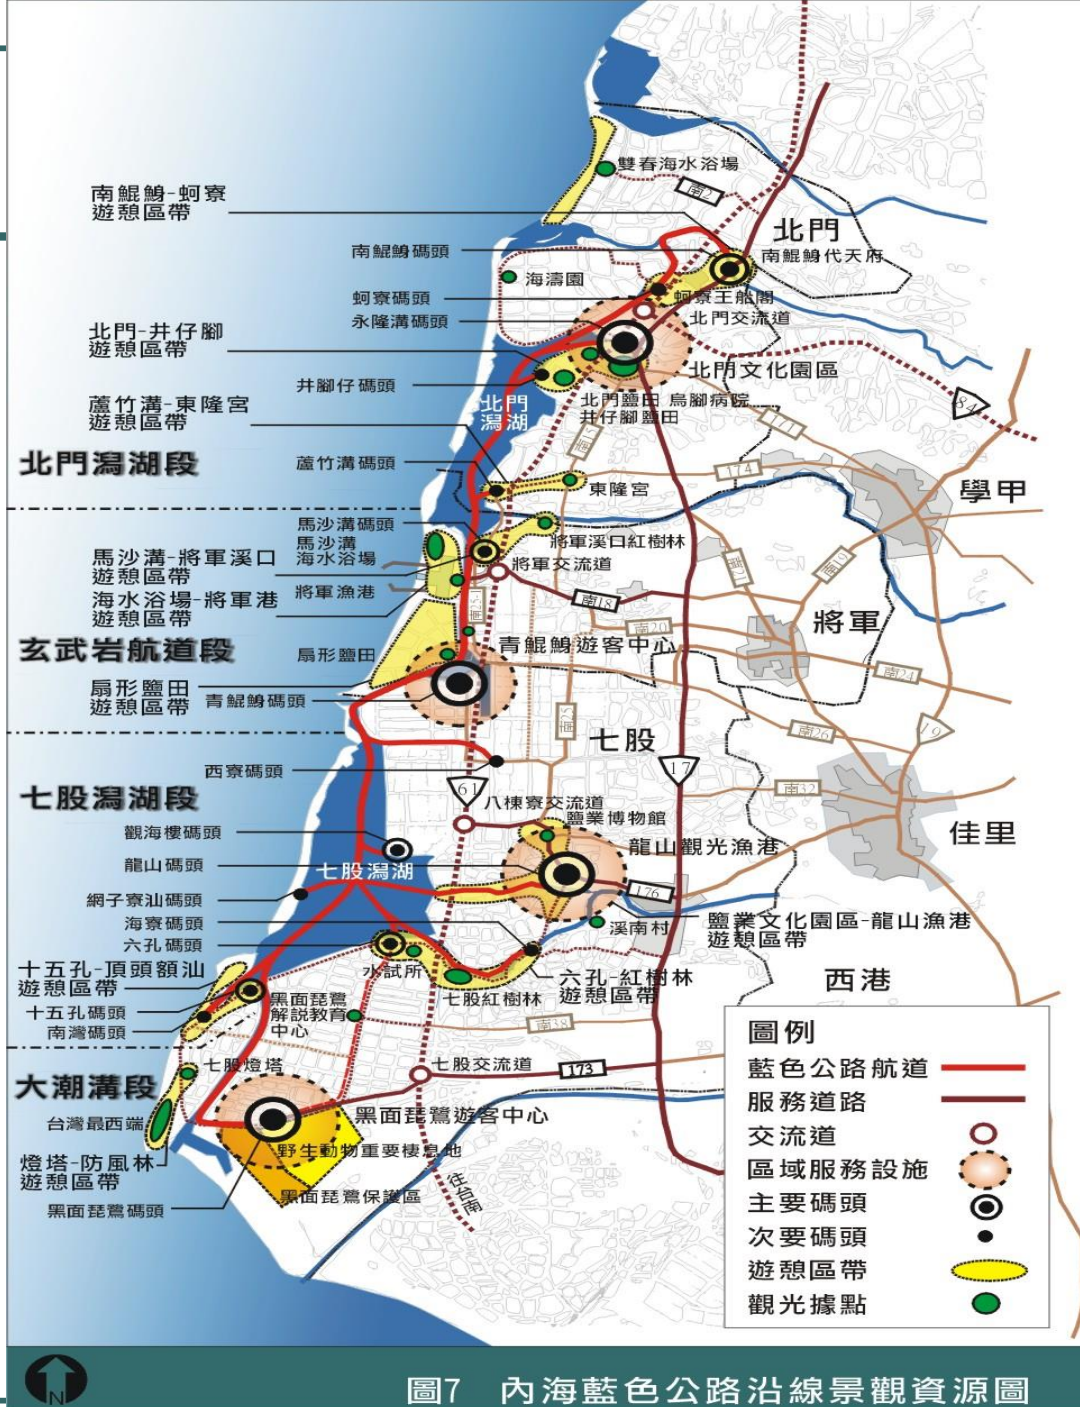 雙春海水浴場
南2
南鯤鯓-蚵寮
遊憩區帶
北門
南鯤鯓碼頭
南鯤鯓代天府
海濤園
蚵寮碼頭
蚵寮王船閣
永隆溝碼頭
北門交流道
北門-井仔腳
遊憩區帶
北門文化園區
井腳仔碼頭
北門
潟湖
北門鹽田 烏腳病院
井仔腳鹽田
84
171
蘆竹溝-東隆宮
遊憩區帶
北門潟湖段
蘆竹溝碼頭
174
東隆宮
學甲
馬沙溝碼頭
馬沙溝
海水浴場
將軍溪口紅樹林
馬沙溝-將軍溪口
遊憩區帶
將軍交流道
南21
南19
海水浴場-將軍港
遊憩區帶
將軍漁港
南18
將軍
南20
玄武岩航道段
扇形鹽田
青鯤鯓遊客中心
南24
扇形鹽田
遊憩區帶
青鯤鯓碼頭
南25
南26
19
七股
西寮碼頭
61
17
南32
七股潟湖段
八棟寮交流道
鹽業博物館
觀海樓碼頭
龍山觀光漁港
佳里
龍山碼頭
七股潟湖
176
網子寮汕碼頭
海寮碼頭
溪南村
鹽業文化園區-龍山漁港
遊憩區帶
六孔碼頭
十五孔-頂頭額汕
遊憩區帶
水試所
七股紅樹林
六孔-紅樹林
遊憩區帶
西港
十五孔碼頭
南灣碼頭
黑面琵鷺
解說教育
中心
南38
七股燈塔
七股交流道
173
大潮溝段
台灣最西端
黑面琵鷺遊客中心
野生動物重要棲息地
燈塔-防風林
遊憩區帶
黑面琵鷺保護區
黑面琵鷺碼頭
往台南
圖例
藍色公路航道
服務道路
交流道
區域服務設施
主要碼頭
次要碼頭
遊憩區帶
觀光據點
N
圖7 內海藍色公路沿線景觀資源圖